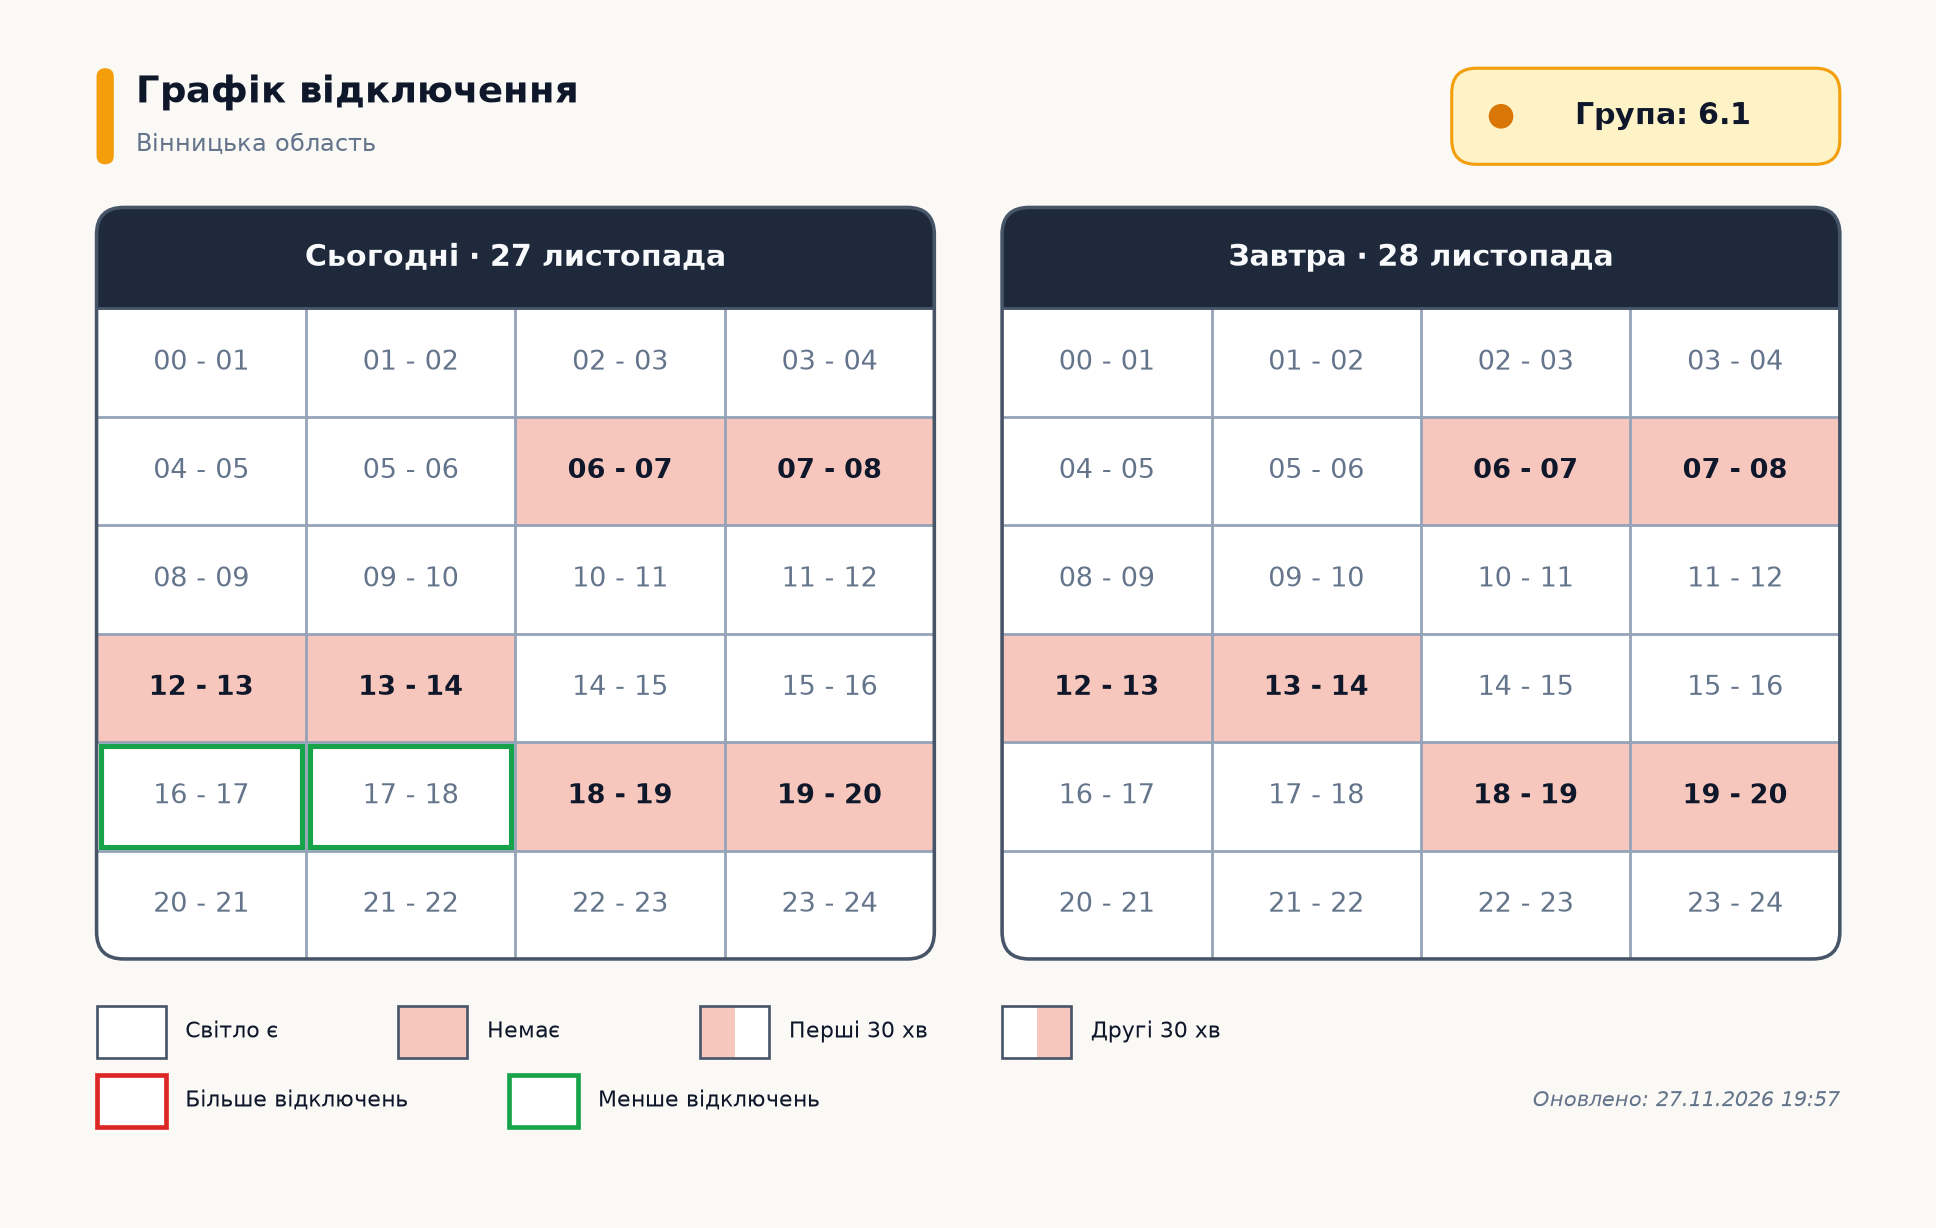 Графік відключення
Вінницька область
Група: 6.1
Сьогодні · 27 листопада
00 - 01 01 - 02 02 - 03 03 - 04
04 - 05 05 - 06 06 - 07 07 - 08
08 - 09 09 - 10 10 - 11 11 - 12
12 - 13 13 - 14 14 - 15 15 - 16
16 - 17 17 - 18 18 - 19 19 - 20
20 - 21 21 - 22 22 - 23 23 - 24
Завтра · 28 листопада
00 - 01 01 - 02 02 - 03 03 - 04
04 - 05 05 - 06 06 - 07 07 - 08
08 - 09 09 - 10 10 - 11 11 - 12
12 - 13 13 - 14 14 - 15 15 - 16
16 - 17 17 - 18 18 - 19 19 - 20
20 - 21 21 - 22 22 - 23 23 - 24
Світло є Немає Перші 30 хв Другі 30 хв
Більше відключень Менше відключень
Оновлено: 27.11.2026 19:57